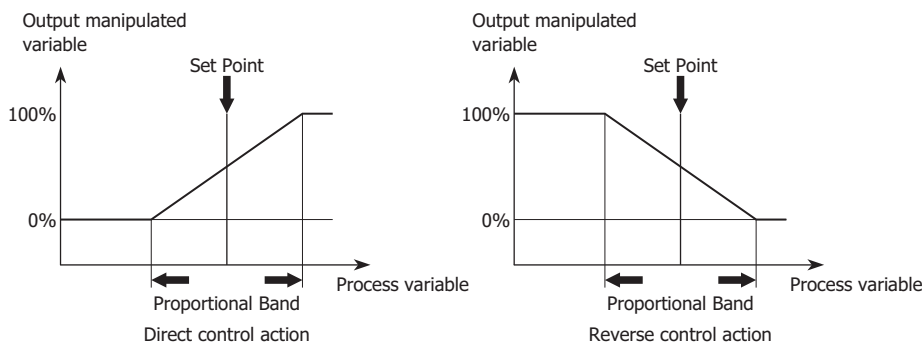 Output manipulated
variable
Set Point
100%
0%
Process variable
Proportional Band
Direct control action
Output manipulated
variable
Set Point
100%
0%
Process variable
Proportional Band
Reverse control action